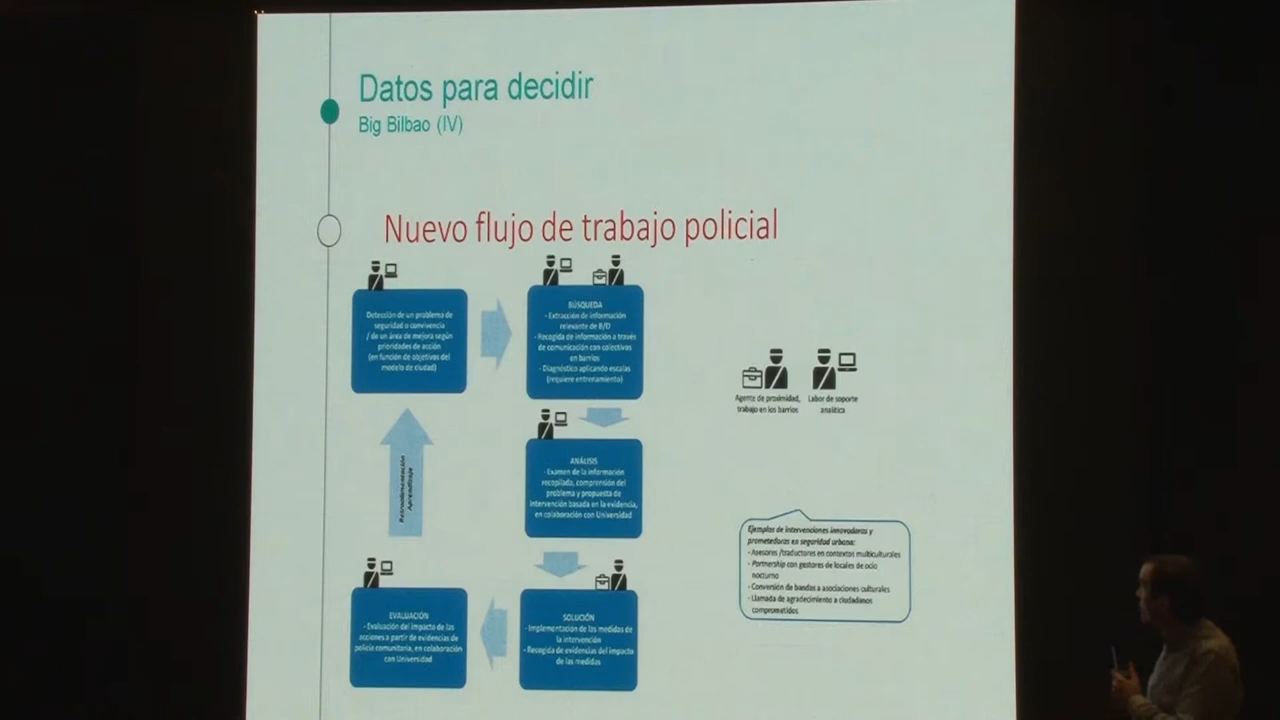 Datos para decidir
Big Bilbao (IV)
Nuevo flujo de trabajo policial
Detección de un problema de
seguridad o convivencia
/ de un área de mejora según
prioridades de acción
(en función de objetivos del
modelo de ciudad)
BÚSQUEDA
- Extracción de información
relevante de B/D
- Recogida de información a través
de comunicación con colectivos
en barrios
- Diagnóstico aplicando escalas
(requiere entrenamiento)
ANÁLISIS
- Examen de la información
recopilada, comprensión del
problema y propuesta de
intervención basada en la evidencia,
en colaboración con Universidad
SOLUCIÓN
- Implementación de las medidas de
la intervención
- Recogida de evidencias del impacto
de las medidas
EVALUACIÓN
- Evaluación del impacto de las
acciones a partir de evidencias de
policía comunitaria, en colaboración
con Universidad
Retroalimentación
Aprendizaje
Agente de proximidad,
trabajo en los barrios
Labor de soporte
analítica
Ejemplos de intervenciones innovadoras y
prometedoras en seguridad urbana:
- Asesores /traductores en contextos multiculturales
- Partnership con gestores de locales de ocio
nocturno
- Conversión de bandas a asociaciones culturales
- Llamada de agradecimiento a ciudadanos
comprometidos